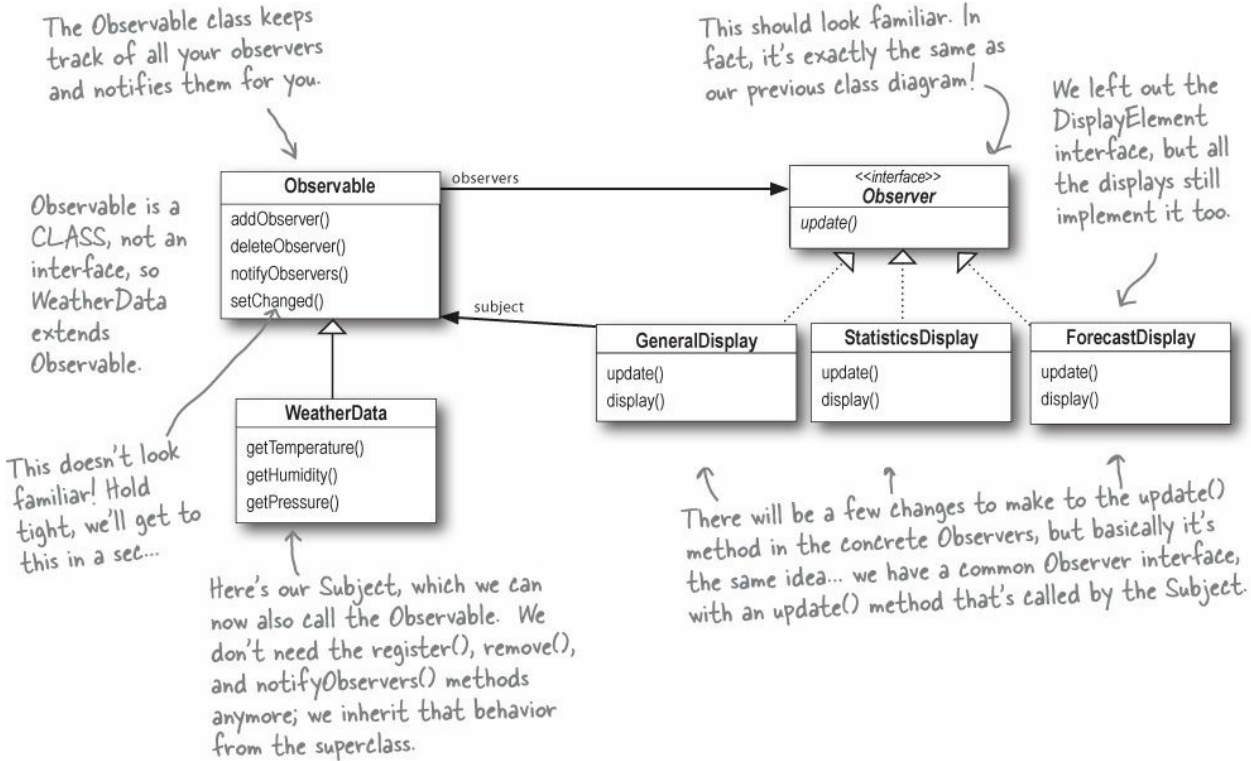 The Observable class keeps
track of all your observers
and notifies them for you.
This should look familiar. In
fact, it's exactly the same as
our previous class diagram!
We left out the
DisplayElement
interface, but all
the displays still
implement it too.
Observable is a
CLASS, not an
interface, so
WeatherData
extends
Observable.
Observable
addObserver()
deleteObserver()
notifyObservers()
setChanged()
observers
<<interface>>
Observer
update()
subject
GeneralDisplay
update()
display()
StatisticsDisplay
update()
display()
ForecastDisplay
update()
display()
WeatherData
getTemperature()
getHumidity()
getPressure()
This doesn't look
familiar! Hold
tight, we'll get to
this in a sec...
Here's our Subject, which we can
now also call the Observable. We
don't need the register(), remove(),
and notifyObservers() methods
anymore; we inherit that behavior
from the superclass.
There will be a few changes to make to the update()
method in the concrete Observers, but basically it's
the same idea... we have a common Observer interface,
with an update() method that's called by the Subject.